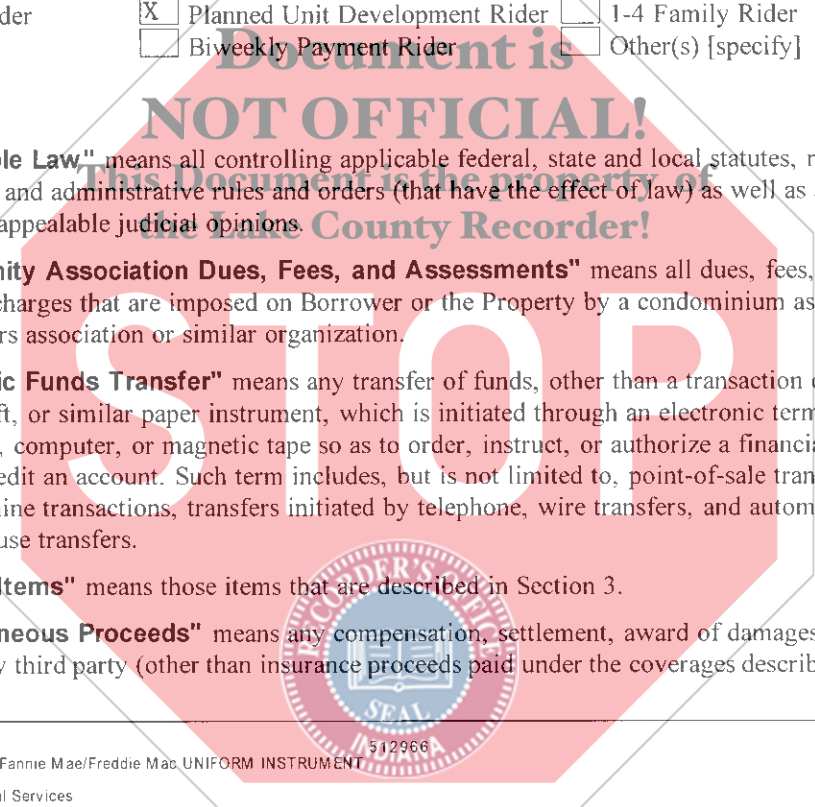 der X Planned Unit Development Rider 1-4 Family Rider
Biweekly Payment Rider Other(s) [specify]
Document is
NOT OFFICIAL!
ole Law" means all controlling applicable federal, state and local statutes, r
This Document is the property of
and administrative rules and orders (that have the effect of law) as well as
appealable judicial opinions.
the Lake County Recorder!
nity Association Dues, Fees, and Assessments" means all dues, fees,
charges that are imposed on Borrower or the Property by a condominium as
rs association or similar organization.
STOP
ic Funds Transfer" means any transfer of funds, other than a transaction
ft, or similar paper instrument, which is initiated through an electronic term
, computer, or magnetic tape so as to order, instruct, or authorize a financia
edit an account. Such term includes, but is not limited to, point-of-sale tran
ine transactions, transfers initiated by telephone, wire transfers, and autom
use transfers.
Items" means those items that are described in Section 3.
neous Proceeds" means any compensation, settlement, award of damages
y third party (other than insurance proceeds paid under the coverages describ
RECORDER'S OFFICE
SEAL
INDIANA
512966
Fannie Mae/Freddie Mac UNIFORM INSTRUMENT
al Services